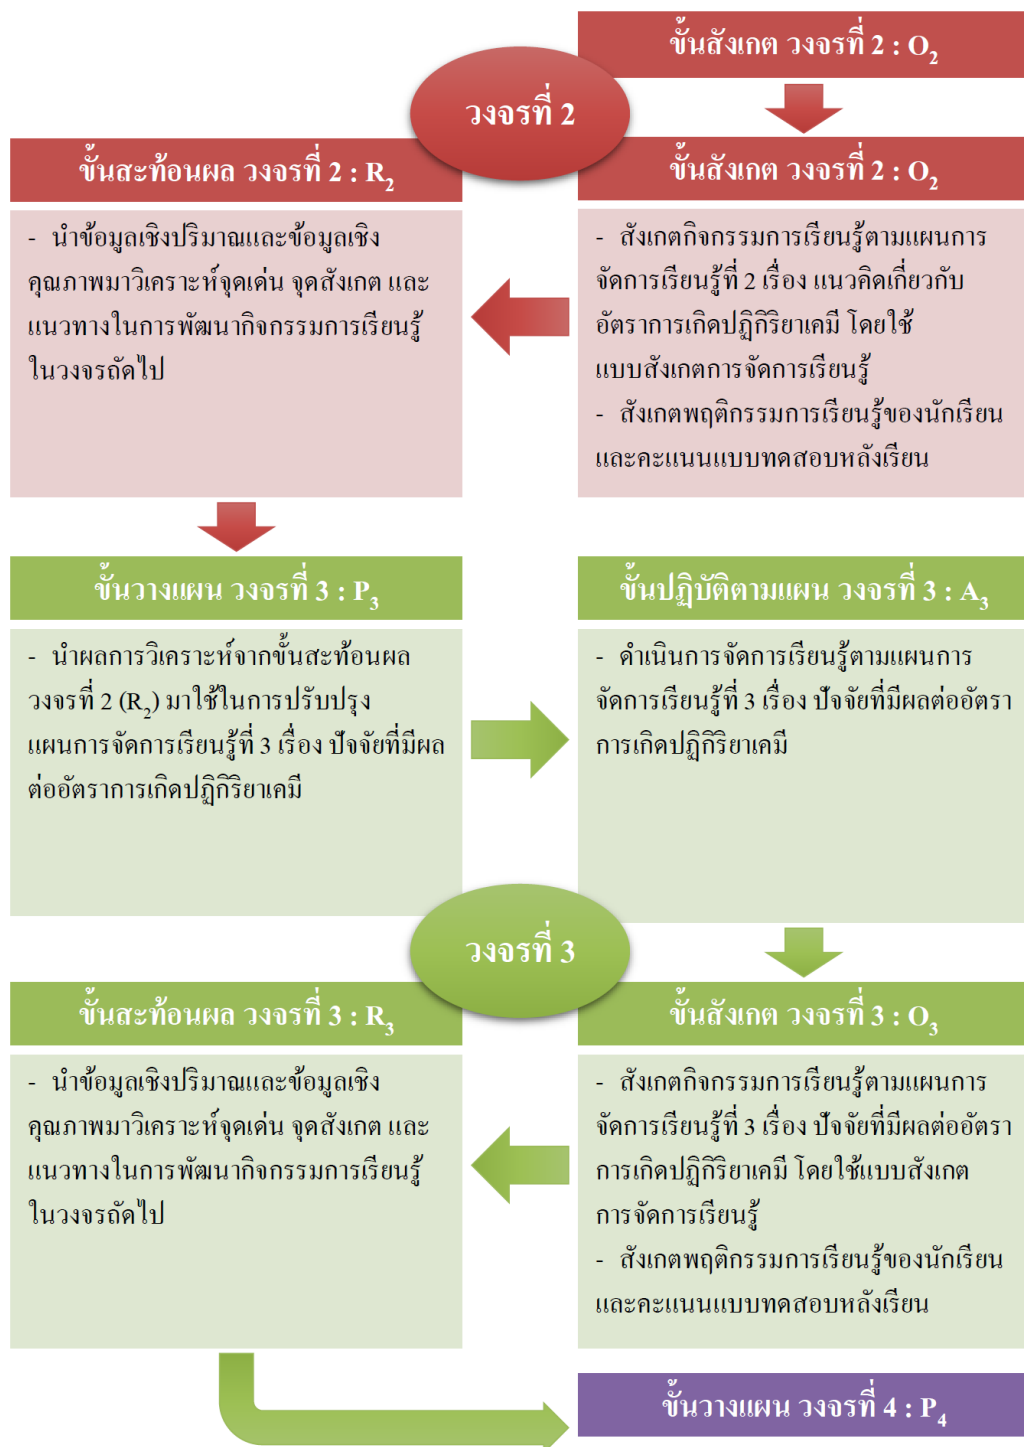 ขั้นสังเกต วงจรที่ 2 : O₂
วงจรที่ 2
ขั้นสะท้อนผล วงจรที่ 2 : R₂
ขั้นสังเกต วงจรที่ 2 : O₂
- นำข้อมูลเชิงปริมาณและข้อมูลเชิง
คุณภาพมาวิเคราะห์จุดเด่น จุดสังเกต และ
แนวทางในการพัฒนากิจกรรมการเรียนรู้
ในวงจรถัดไป
- สังเกตกิจกรรมการเรียนรู้ตามแผนการ
จัดการเรียนรู้ที่ 2 เรื่อง แนวคิดเกี่ยวกับ
อัตราการเกิดปฏิกิริยาเคมี โดยใช้
แบบสังเกตการจัดการเรียนรู้
- สังเกตพฤติกรรมการเรียนรู้ของนักเรียน
และคะแนนแบบทดสอบหลังเรียน
ขั้นวางแผน วงจรที่ 3 : P₃
ขั้นปฏิบัติตามแผน วงจรที่ 3 : A₃
- นำผลการวิเคราะห์จากขั้นสะท้อนผล
วงจรที่ 2 (R₂) มาใช้ในการปรับปรุง
แผนการจัดการเรียนรู้ที่ 3 เรื่อง ปัจจัยที่มีผล
ต่ออัตราการเกิดปฏิกิริยาเคมี
- ดำเนินการจัดการเรียนรู้ตามแผนการ
จัดการเรียนรู้ที่ 3 เรื่อง ปัจจัยที่มีผลต่ออัตรา
การเกิดปฏิกิริยาเคมี
วงจรที่ 3
ขั้นสะท้อนผล วงจรที่ 3 : R₃
ขั้นสังเกต วงจรที่ 3 : O₃
- นำข้อมูลเชิงปริมาณและข้อมูลเชิง
คุณภาพมาวิเคราะห์จุดเด่น จุดสังเกต และ
แนวทางในการพัฒนากิจกรรมการเรียนรู้
ในวงจรถัดไป
- สังเกตกิจกรรมการเรียนรู้ตามแผนการ
จัดการเรียนรู้ที่ 3 เรื่อง ปัจจัยที่มีผลต่ออัตรา
การเกิดปฏิกิริยาเคมี โดยใช้แบบสังเกต
การจัดการเรียนรู้
- สังเกตพฤติกรรมการเรียนรู้ของนักเรียน
และคะแนนแบบทดสอบหลังเรียน
ขั้นวางแผน วงจรที่ 4 : P₄